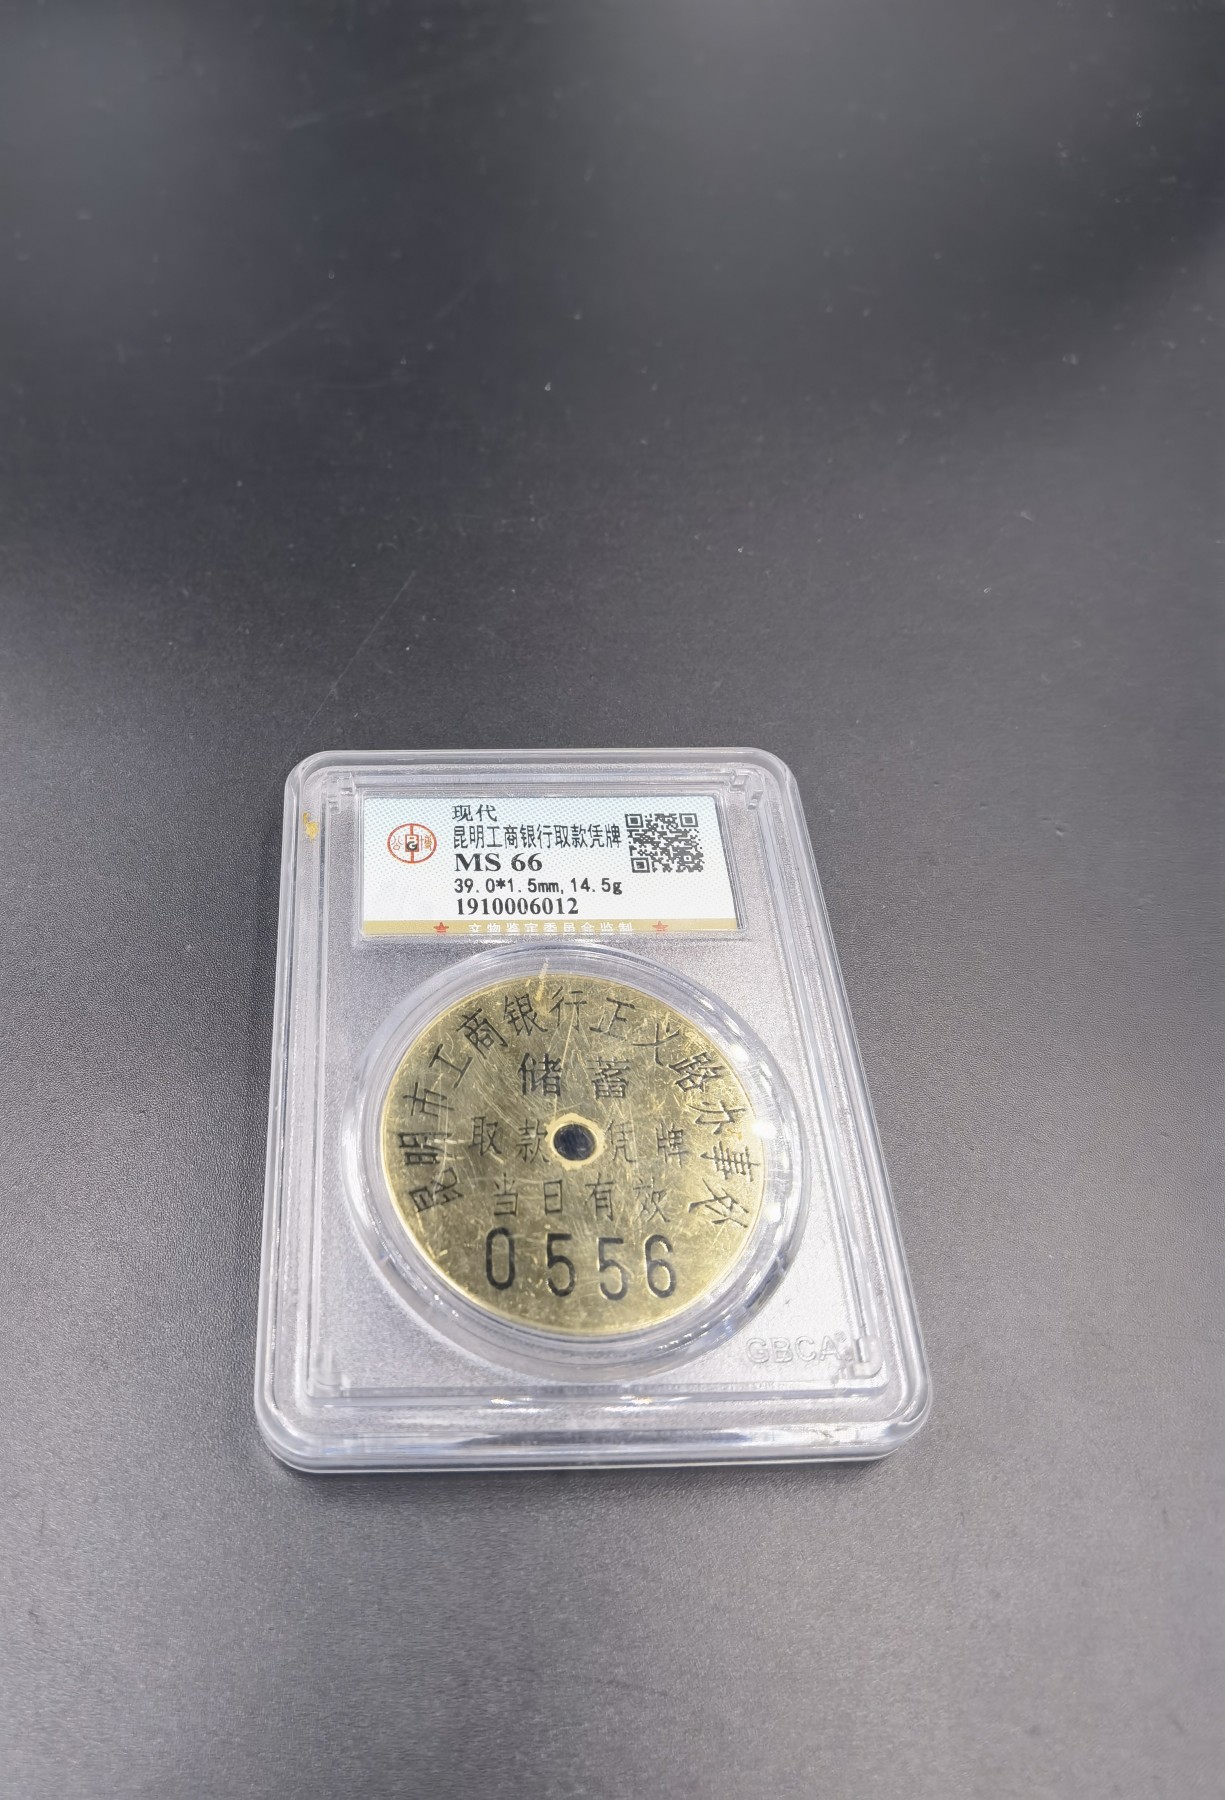 现代
昆明工商银行取款凭牌
MS 66
39.0*1.5mm,14.5g
1910006012
文物鉴定委员会监制
公博
昆明市工商银行正义路办事处
储蓄
取款凭牌
当日有效
0556
GBCA